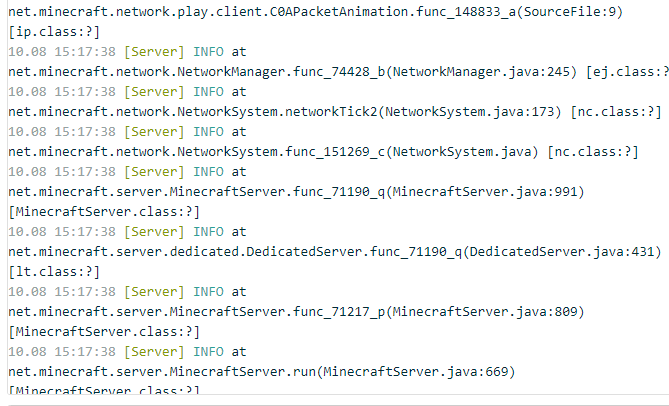 net.minecraft.network.play.client.C0APacketAnimation.func_148833_a(SourceFile:9)
[ip.class:?]
10.08 15:17:38 [Server] INFO at
net.minecraft.network.NetworkManager.func_74428_b(NetworkManager.java:245) [ej.class:?
10.08 15:17:38 [Server] INFO at
net.minecraft.network.NetworkSystem.networkTick2(NetworkSystem.java:173) [nc.class:?]
10.08 15:17:38 [Server] INFO at
net.minecraft.network.NetworkSystem.func_151269_c(NetworkSystem.java) [nc.class:?]
10.08 15:17:38 [Server] INFO at
net.minecraft.server.MinecraftServer.func_71190_q(MinecraftServer.java:991)
[MinecraftServer.class:?]
10.08 15:17:38 [Server] INFO at
net.minecraft.server.dedicated.DedicatedServer.func_71190_q(DedicatedServer.java:431)
[lt.class:?]
10.08 15:17:38 [Server] INFO at
net.minecraft.server.MinecraftServer.func_71217_p(MinecraftServer.java:809)
[MinecraftServer.class:?]
10.08 15:17:38 [Server] INFO at
net.minecraft.server.MinecraftServer.run(MinecraftServer.java:669)
[MinecraftServer.class:?]